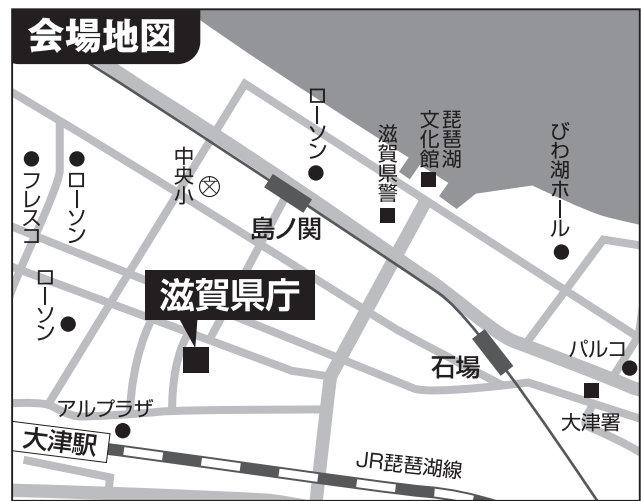 会場地図
ローソン
琵琶湖
文化館
滋賀県警
びわ湖ホール
中央小
ローソン
フレスコ
島ノ関
ローソン
滋賀県庁
石場
パルコ
大津署
アルプラザ
大津駅
JR琵琶湖線